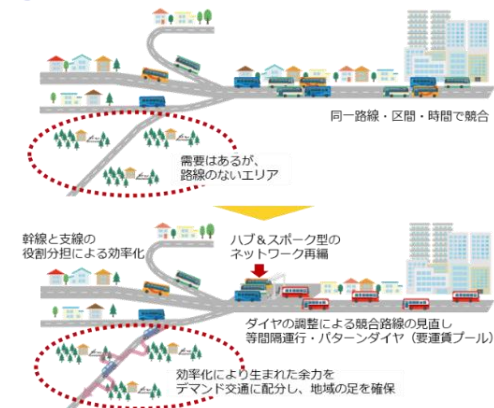 同一路線・区間・時間で競合
需要はあるが、
路線のないエリア
幹線と支線の
役割分担による効率化
ハブ＆スポーク型の
ネットワーク再編
ダイヤの調整による競合路線の見直し
等間隔運行・パターンダイヤ（要運賃プール）
効率化により生まれた余力を
デマンド交通に配分し、地域の足を確保